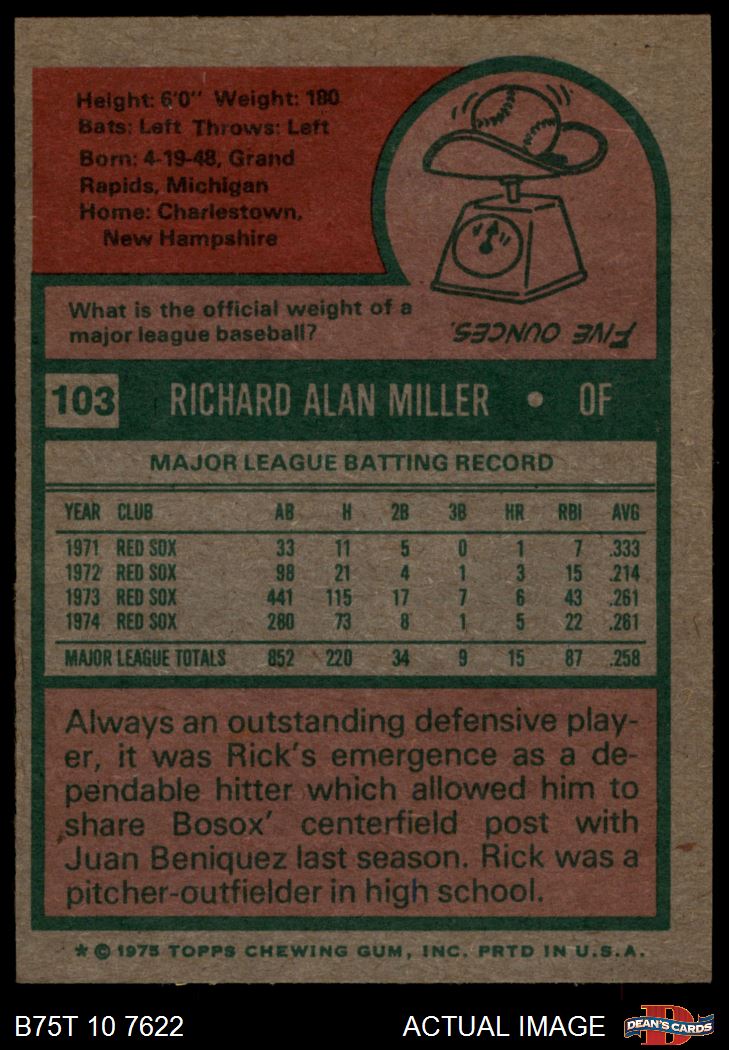 Height: 6'0" Weight: 180
Bats: Left Throws: Left
Born: 4-19-48, Grand
Rapids, Michigan
Home: Charlestown,
New Hampshire
What is the official weight of a
major league baseball?
FIVE OUNCES.
103 RICHARD ALAN MILLER • OF
MAJOR LEAGUE BATTING RECORD
YEAR CLUB AB H 2B 3B HR RBI AVG
1971 RED SOX 33 11 5 0 1 7 .333
1972 RED SOX 98 21 4 1 3 15 .214
1973 RED SOX 441 115 17 7 6 43 .261
1974 RED SOX 280 73 8 1 5 22 .261
MAJOR LEAGUE TOTALS 852 220 34 9 15 87 .258
Always an outstanding defensive play-
er, it was Rick's emergence as a de-
pendable hitter which allowed him to
share Bosox' centerfield post with
Juan Beniquez last season. Rick was a
pitcher-outfielder in high school.
* © 1975 TOPPS CHEWING GUM, INC. PRTD IN U.S.A.
B75T 10 7622 ACTUAL IMAGE DEAN'S CARDS